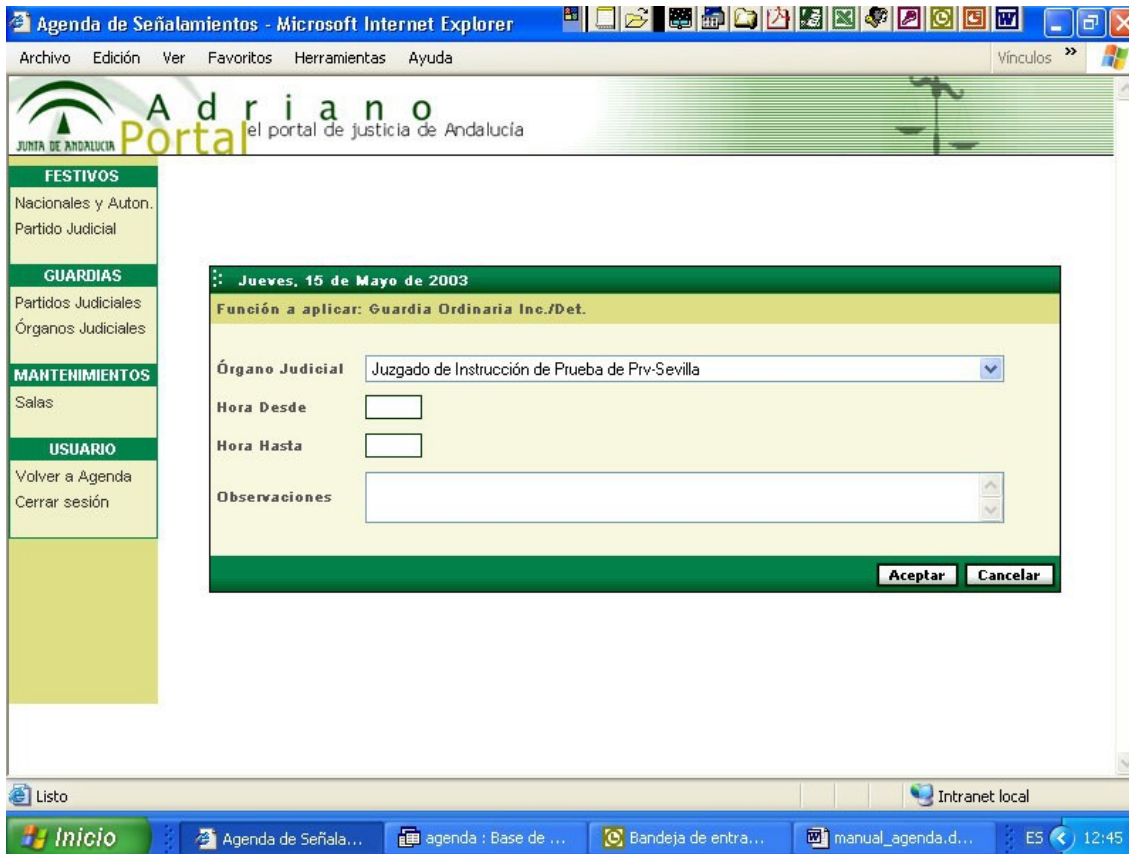 Agenda de Señalamientos - Microsoft Internet Explorer
Archivo Edición Ver Favoritos Herramientas Ayuda Vínculos »
JUNTA DE ANDALUCIA
Adriano
Portal el portal de justicia de Andalucía
FESTIVOS
Nacionales y Auton.
Partido Judicial
GUARDIAS
Partidos Judiciales
Órganos Judiciales
MANTENIMIENTOS
Salas
USUARIO
Volver a Agenda
Cerrar sesión
Jueves, 15 de Mayo de 2003
Función a aplicar: Guardia Ordinaria Inc./Det.
Órgano Judicial Juzgado de Instrucción de Prueba de Prv-Sevilla
Hora Desde
Hora Hasta
Observaciones
Aceptar Cancelar
Listo Intranet local
Inicio Agenda de Señala... agenda : Base de ... Bandeja de entra... manual_agenda.d... ES 12:45